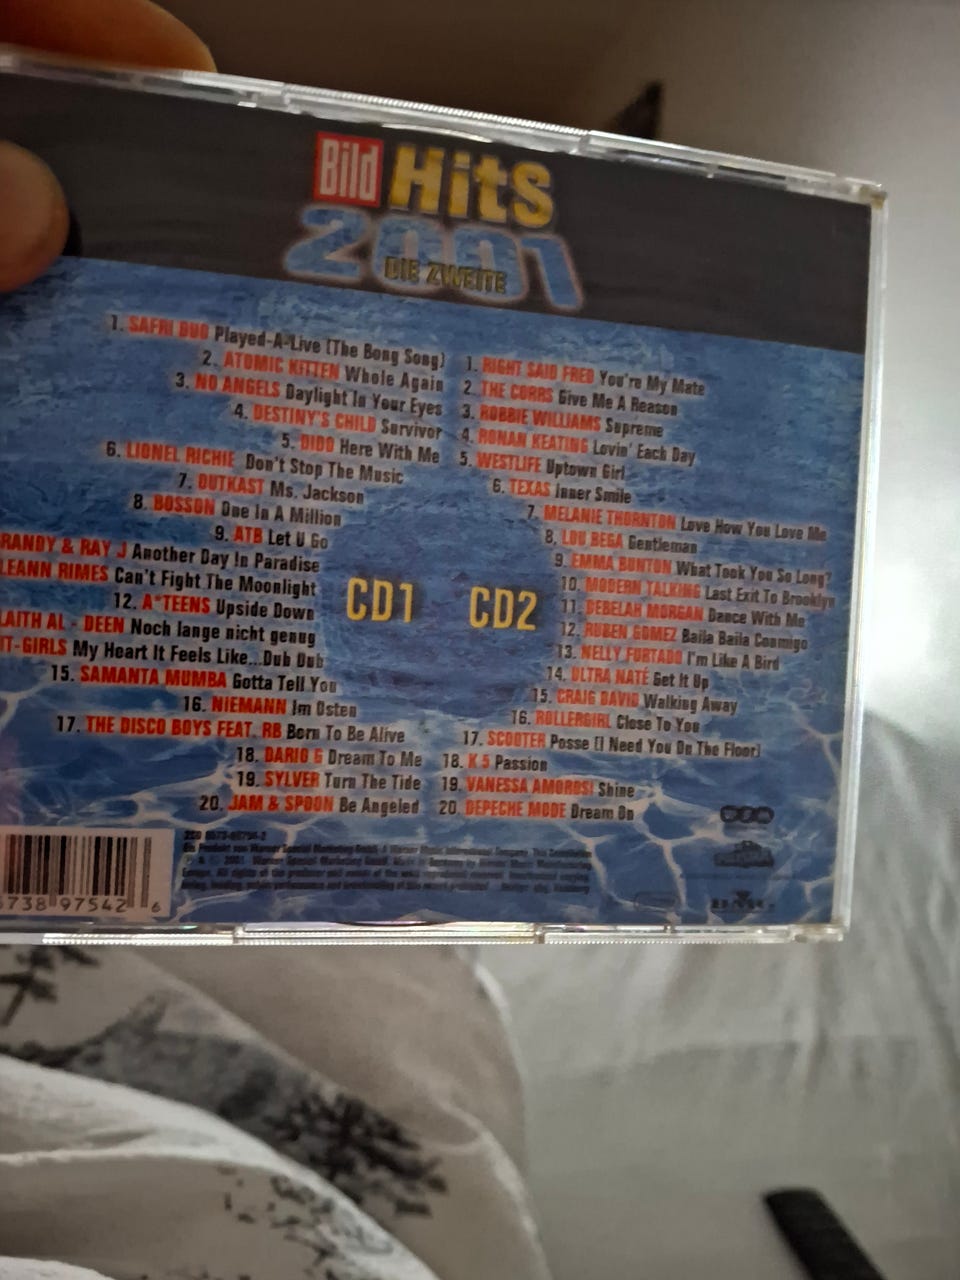 Bild Hits
2001
DIE ZWEITE
1. SAFRI DUO Played-A-Live (The Bong Song)
2. ATOMIC KITTEN Whole Again
3. NO ANGELS Daylight In Your Eyes
4. DESTINY'S CHILD Survivor
5. DIDO Here With Me
6. LIONEL RICHIE Don't Stop The Music
7. OUTKAST Ms. Jackson
8. BOSSON One In A Million
9. ATB Let U Go
RANDY & RAY J Another Day In Paradise
LEANN RIMES Can't Fight The Moonlight
12. A*TEENS Upside Down
LAITH AL - DEEN Noch lange nicht genug
IT-GIRLS My Heart It Feels Like...Dub Dub
15. SAMANTA MUMBA Gotta Tell You
16. NIEMANN Im Osten
17. THE DISCO BOYS FEAT. RB Born To Be Alive
18. DARIO G Dream To Me
19. SYLVER Turn The Tide
20. JAM & SPOON Be Angeled
CD1
CD2
1. RIGHT SAID FRED You're My Mate
2. THE CORRS Give Me A Reason
3. ROBBIE WILLIAMS Supreme
4. RONAN KEATING Lovin' Each Day
5. WESTLIFE Uptown Girl
6. TEXAS Inner Smile
7. MELANIE THORNTON Love How You Love Me
8. LOU BEGA Gentleman
9. EMMA BUNTON What Took You So Long?
10. MODERN TALKING Last Exit To Brooklyn
11. DEBELAH MORGAN Dance With Me
12. RUBEN GOMEZ Baila Baila Conmigo
13. NELLY FURTADO I'm Like A Bird
14. ULTRA NATÉ Get It Up
15. CRAIG DAVID Walking Away
16. ROLLERGIRL Close To You
17. SCOOTER Posse (I Need You On The Floor)
18. K 5 Passion
19. VANESSA AMOROSI Shine
20. DEPECHE MODE Dream On
5738 97542 6